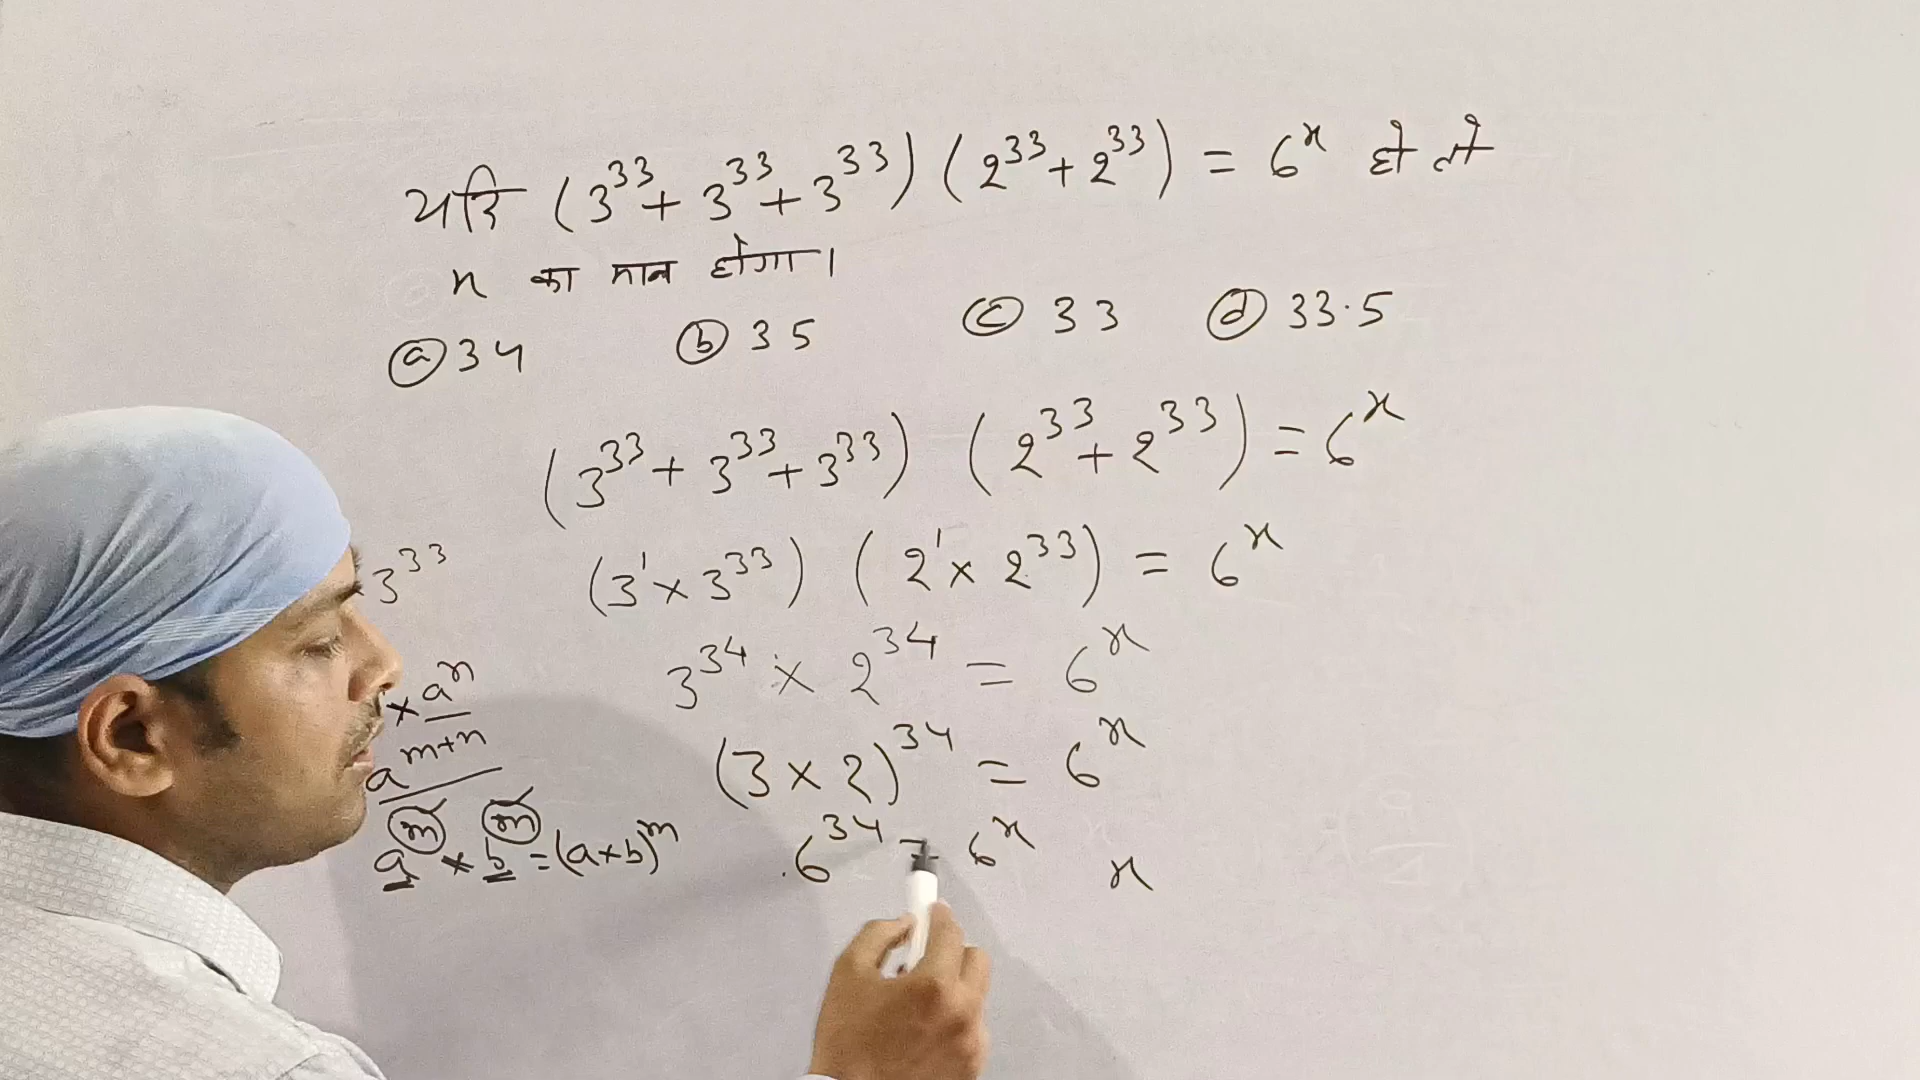 यदि (3³³+ 3³³+ 3³³) (2³³+ 2³³) = 6ˣ हो तो
x का मान होगा।
ⓐ 34 ⓑ 35 ⓒ 33 ⓓ 33.5
(3³³ + 3³³+ 3³³) (2³³+ 2³³) = 6ˣ
3³³ (3¹ x 3³³) (2¹ x 2³³) = 6ˣ
3³⁴ x 2³⁴ = 6ˣ
x aⁿ
(3 x 2)³⁴ = 6ˣ
aᵐ⁺ⁿ
6³⁴ = 6ˣ x
aᵐ x bᵐ = (a x b)ᵐ